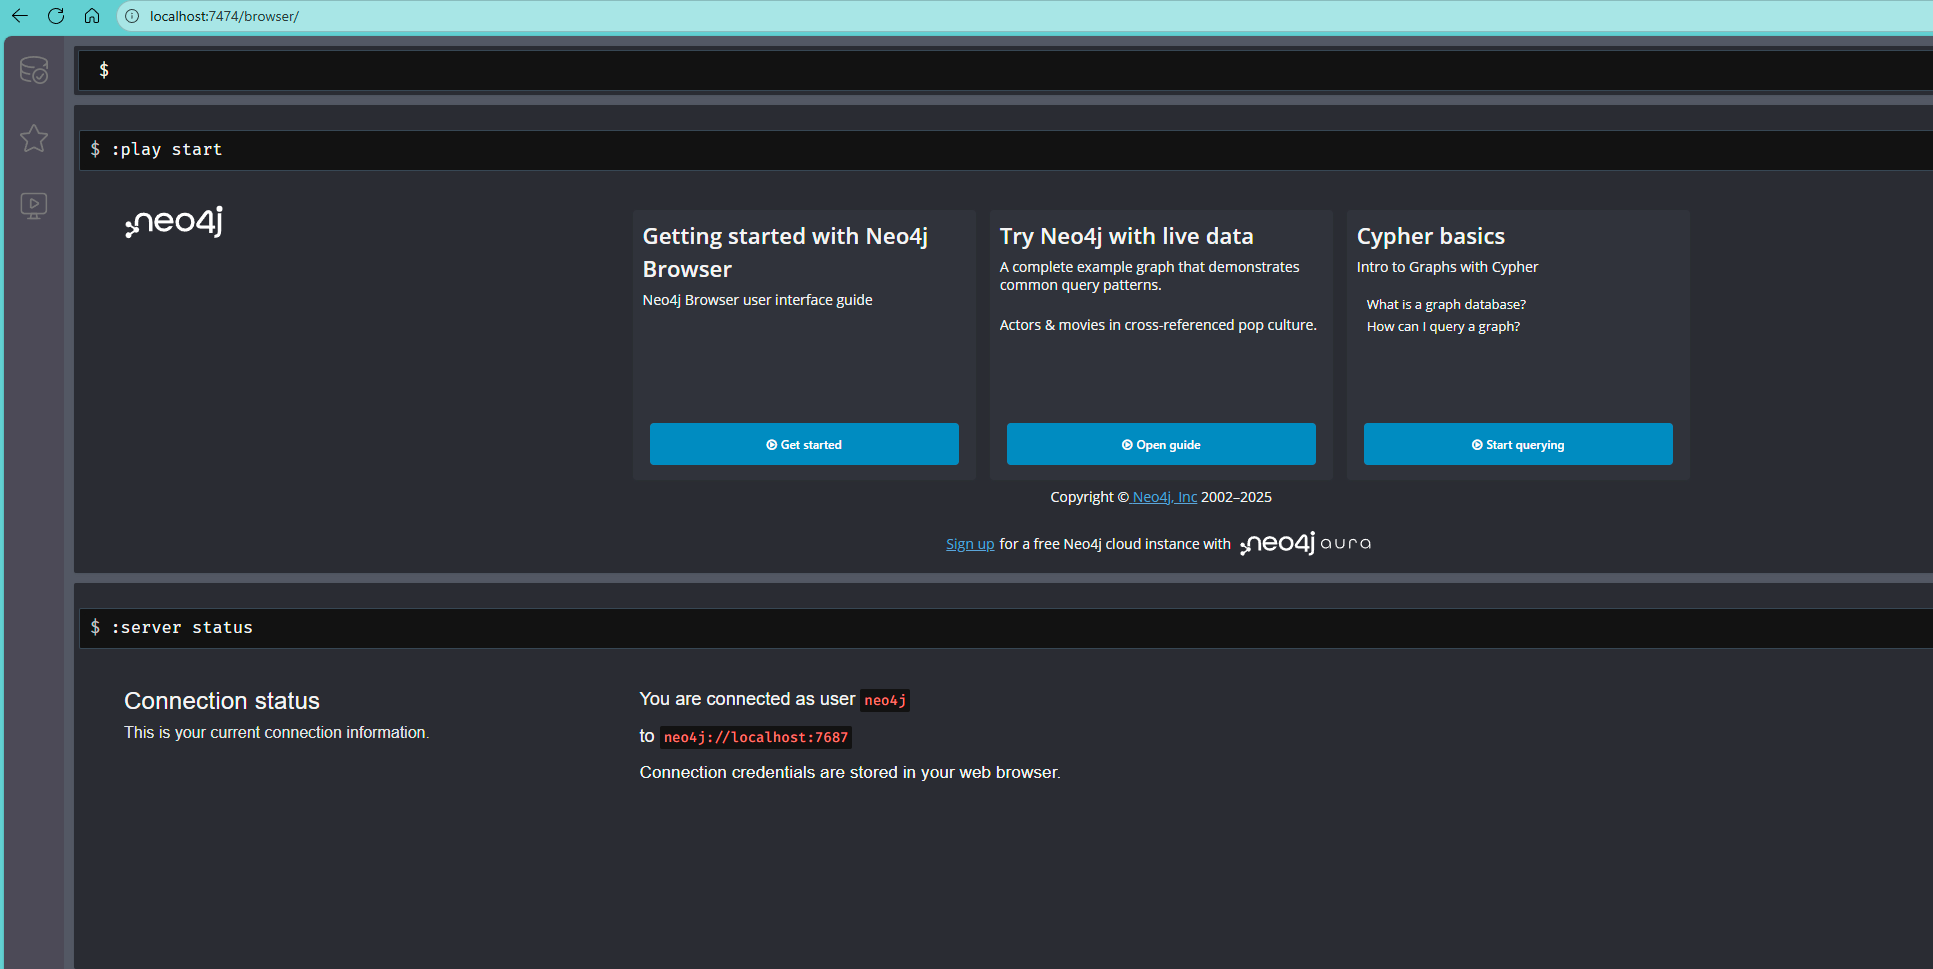 localhost:7474/browser/
$
$ :play start
neo4j
Getting started with Neo4j
Browser
Neo4j Browser user interface guide
Get started
Try Neo4j with live data
A complete example graph that demonstrates
common query patterns.
Actors & movies in cross-referenced pop culture.
Open guide
Cypher basics
Intro to Graphs with Cypher
What is a graph database?
How can I query a graph?
Start querying
Copyright © Neo4j, Inc 2002–2025
Sign up for a free Neo4j cloud instance with neo4j aura
$ :server status
Connection status
This is your current connection information.
You are connected as user neo4j
to neo4j://localhost:7687
Connection credentials are stored in your web browser.